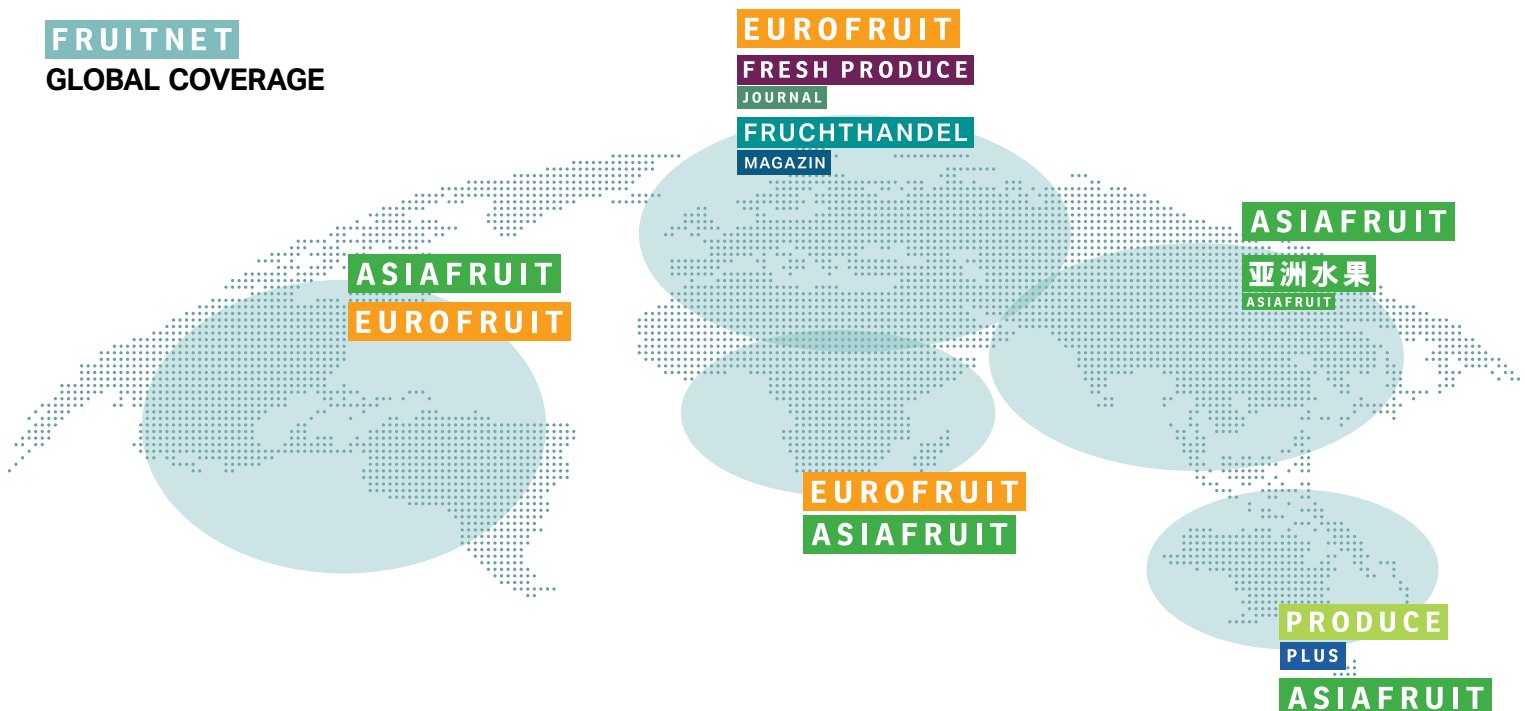 FRUITNET
GLOBAL COVERAGE
EUROFRUIT
FRESH PRODUCE
JOURNAL
FRUCHTHANDEL
MAGAZIN
ASIAFRUIT
EUROFRUIT
ASIAFRUIT
亚洲水果
ASIAFRUIT
EUROFRUIT
ASIAFRUIT
PRODUCE
PLUS
ASIAFRUIT